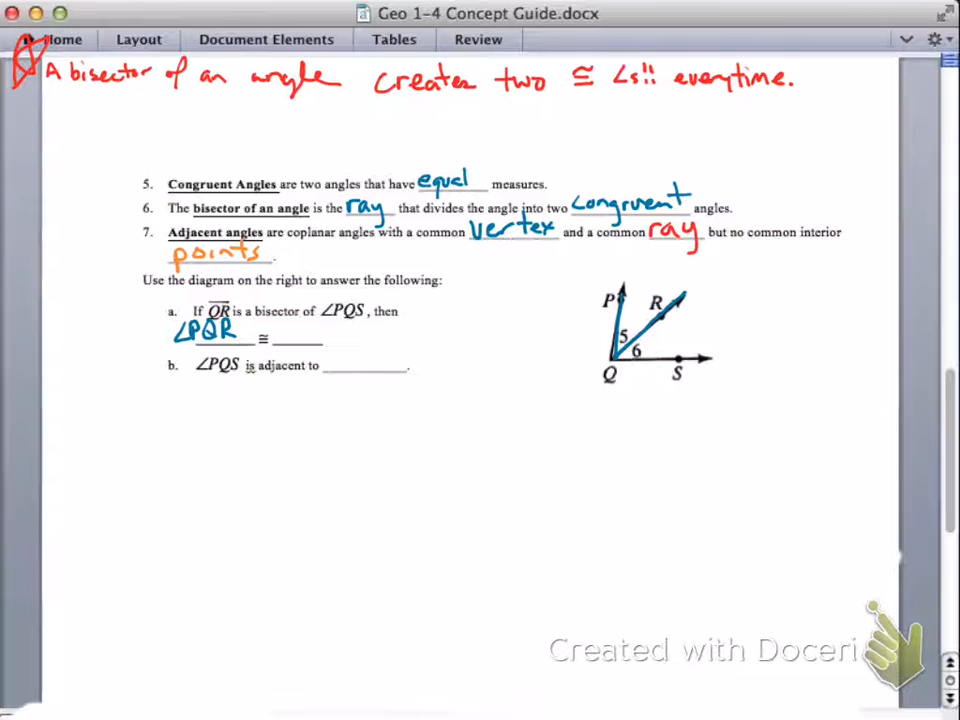 Geo 1-4 Concept Guide.docx
Home Layout Document Elements Tables Review
A bisector of an angle creates two ≅ ∠s!! everytime.
5. Congruent Angles are two angles that have equal measures.
6. The bisector of an angle is the ray that divides the angle into two congruent angles.
7. Adjacent angles are coplanar angles with a common vertex and a common ray but no common interior
points.
Use the diagram on the right to answer the following:
a. If QR is a bisector of ∠PQS, then
∠PQR ≅ ______
b. ∠PQS is adjacent to ______.
P R
5
6
Q S
Created with Doceri